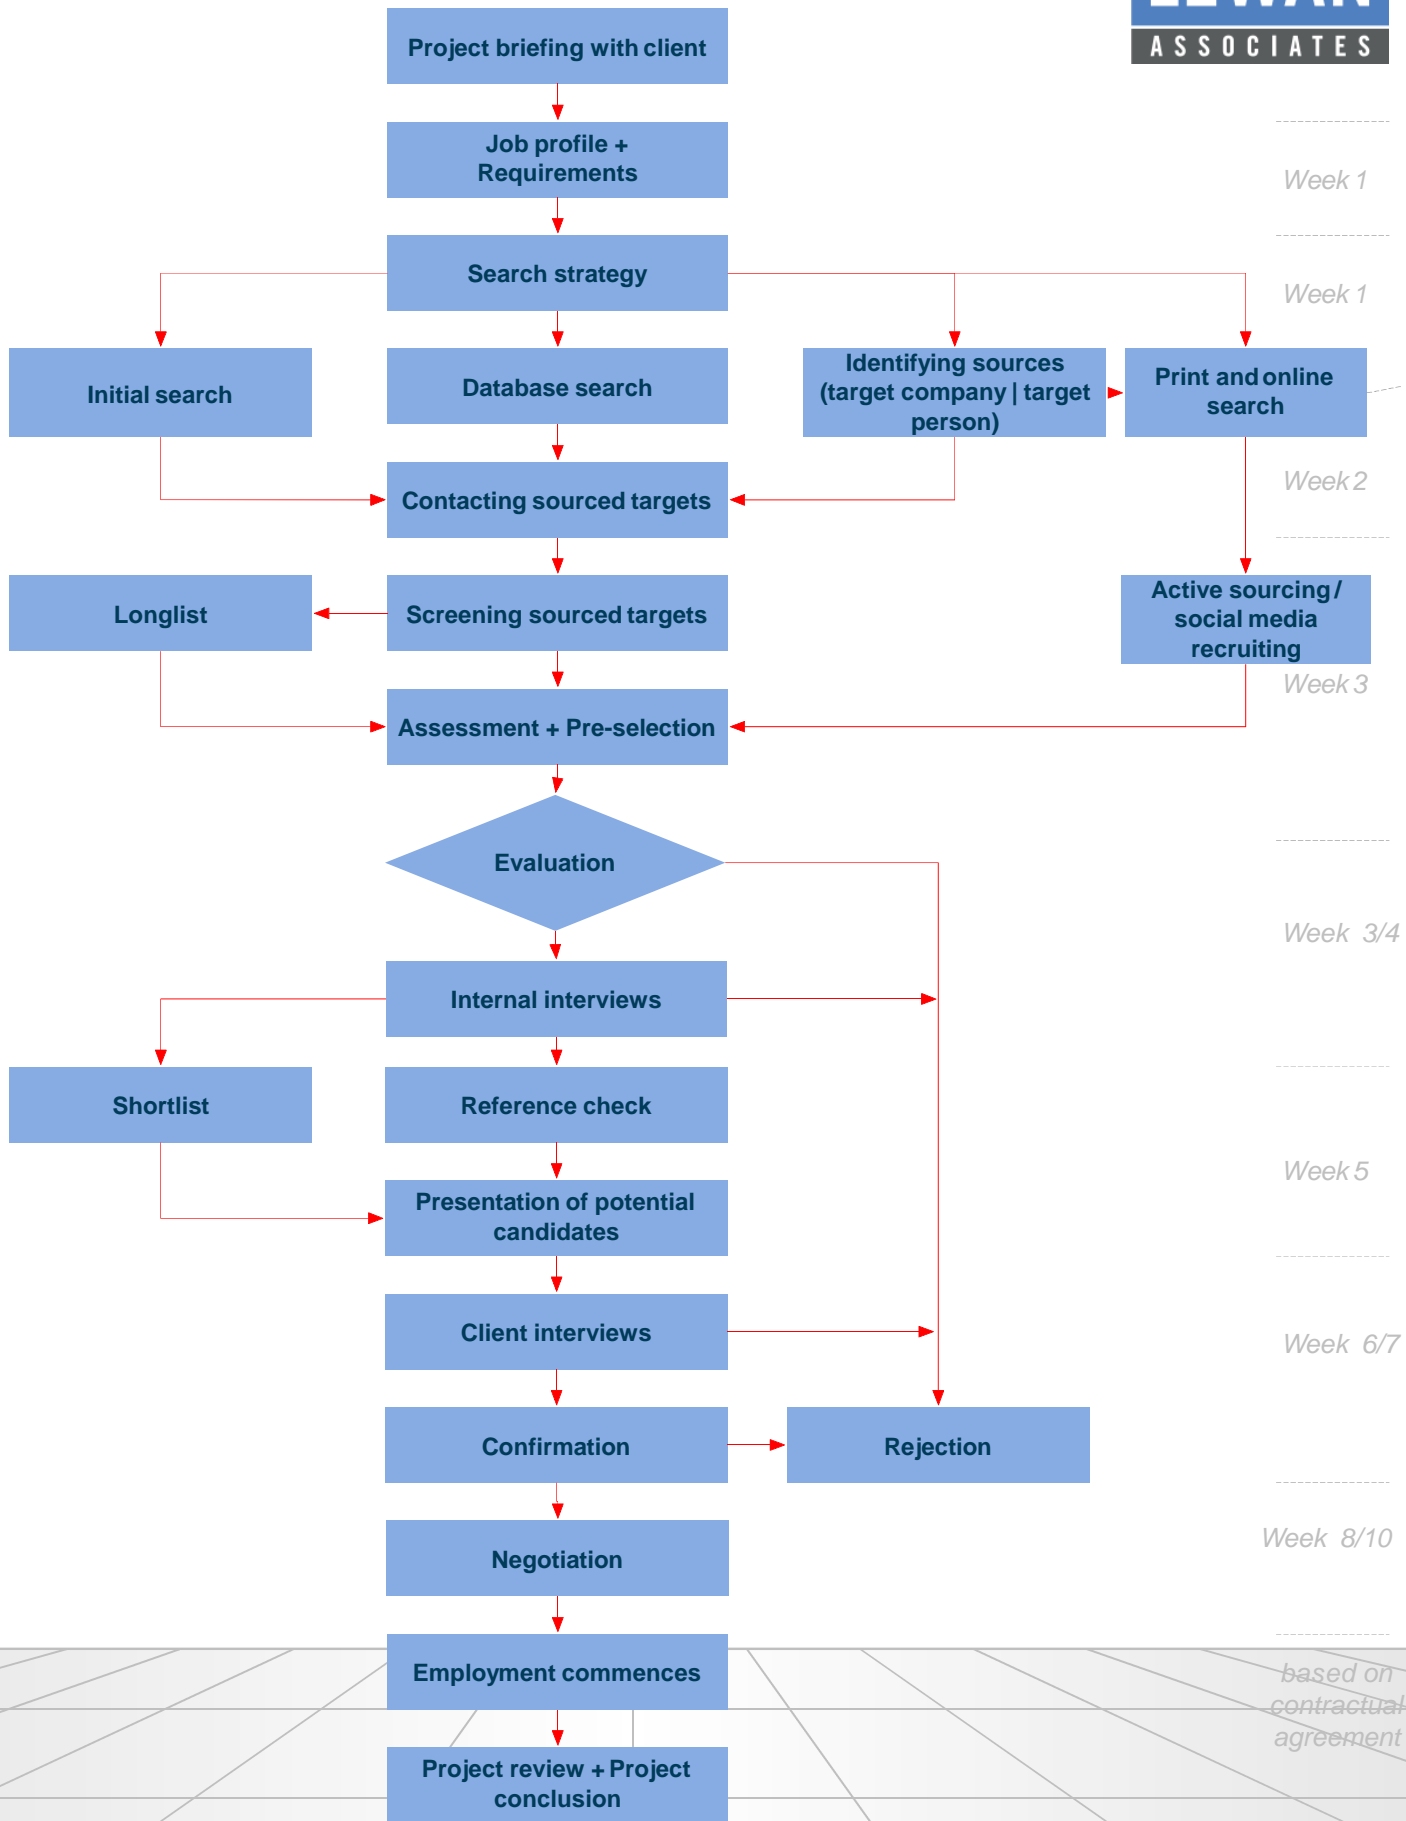 ASSOCIATES
Project briefing with client
Job profile +
Requirements
Week 1
Search strategy
Week 1
Initial search
Database search
Identifying sources
(target company | target
person)
Print and online
search
Contacting sourced targets
Week 2
Longlist
Screening sourced targets
Active sourcing /
social media
recruiting
Week 3
Assessment + Pre-selection
Evaluation
Week 3/4
Internal interviews
Shortlist
Reference check
Week 5
Presentation of potential
candidates
Client interviews
Week 6/7
Confirmation
Rejection
Week 8/10
Negotiation
Employment commences
based on
contractual
agreement
Project review + Project
conclusion